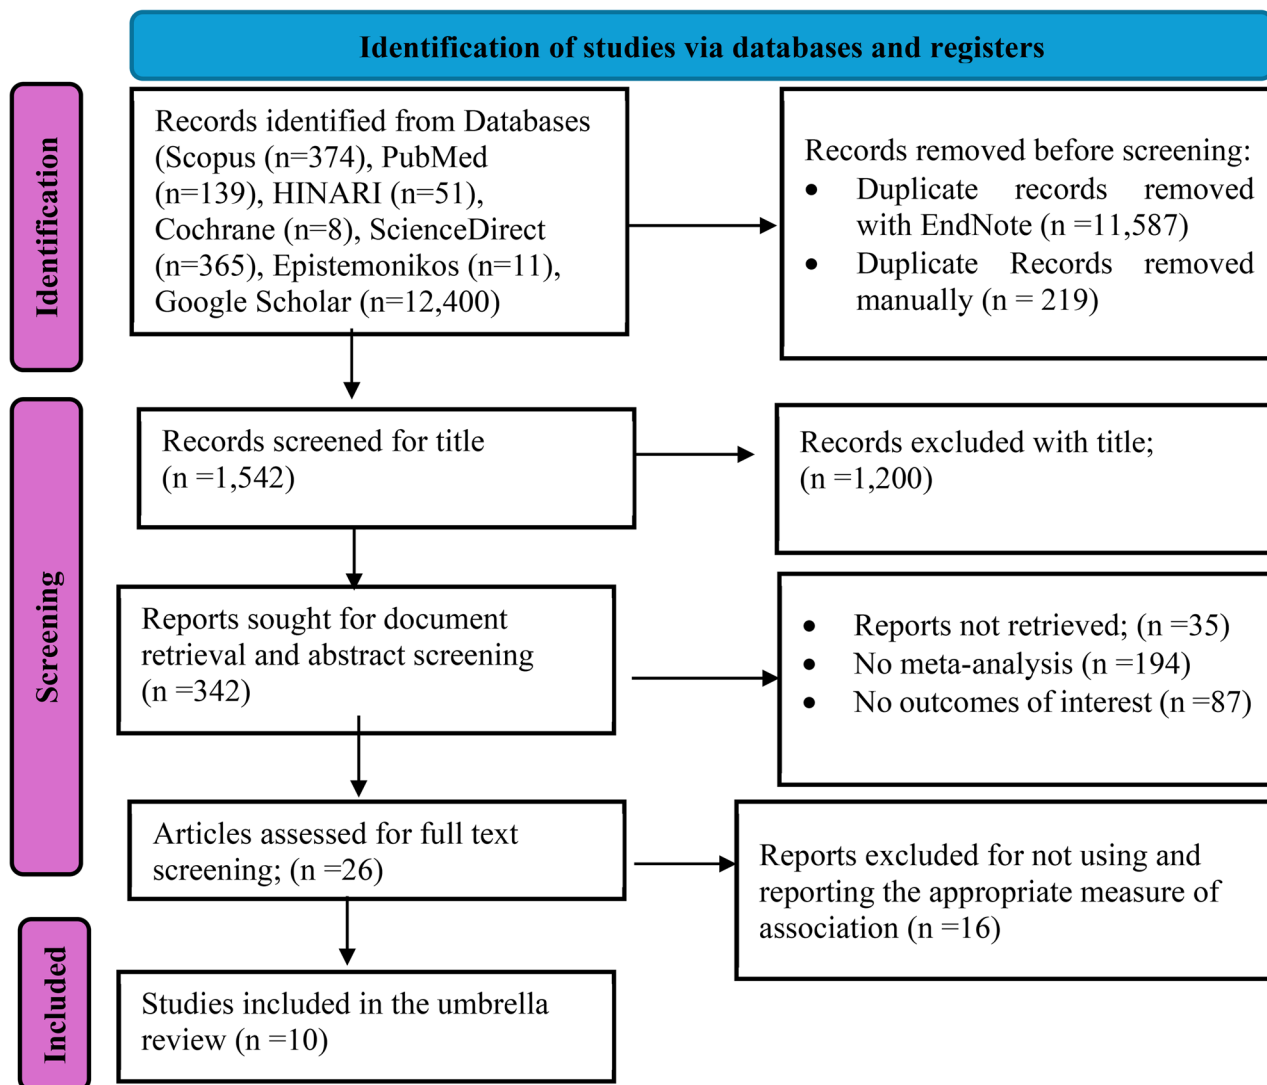 Identification of studies via databases and registers
Identification
Records identified from Databases
(Scopus (n=374), PubMed
(n=139), HINARI (n=51),
Cochrane (n=8), ScienceDirect
(n=365), Epistemonikos (n=11),
Google Scholar (n=12,400)
Records removed before screening:
• Duplicate records removed
with EndNote (n =11,587)
• Duplicate Records removed
manually (n = 219)
Screening
Records screened for title
(n =1,542)
Records excluded with title;
(n =1,200)
Reports sought for document
retrieval and abstract screening
(n =342)
• Reports not retrieved; (n =35)
• No meta-analysis (n =194)
• No outcomes of interest (n =87)
Articles assessed for full text
screening; (n =26)
Reports excluded for not using and
reporting the appropriate measure of
association (n =16)
Included
Studies included in the umbrella
review (n =10)